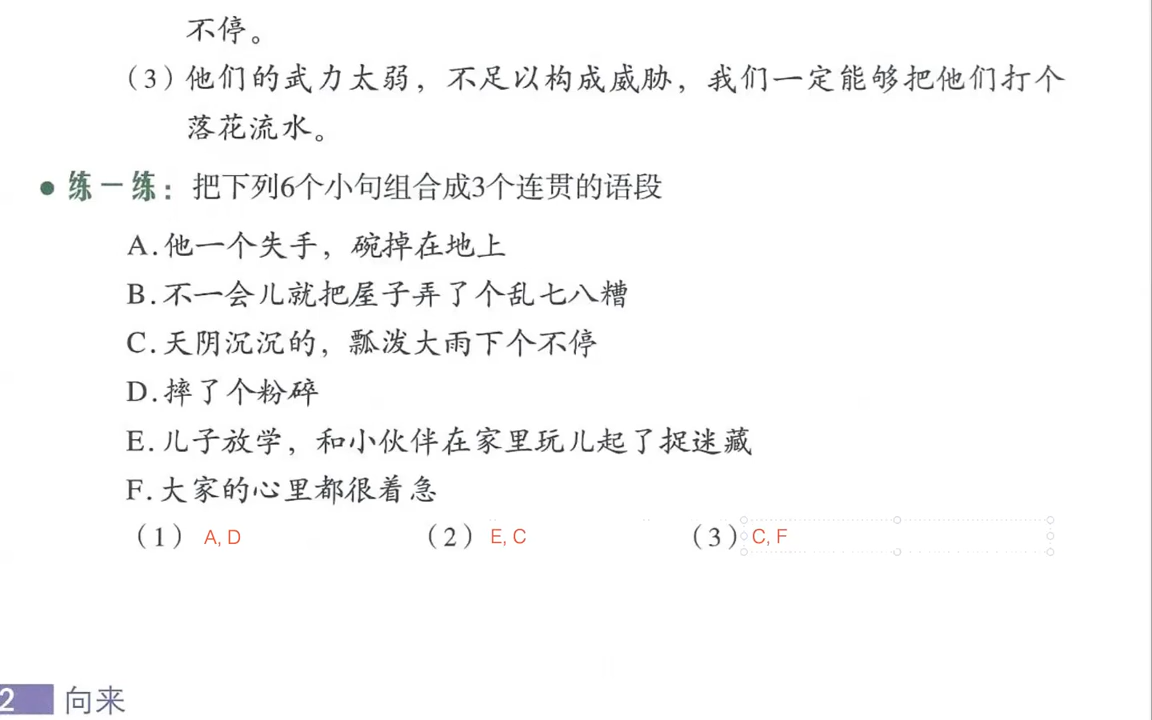 不停。
（3）他们的武力太弱，不足以构成威胁，我们一定能够把他们打个
落花流水。
● 练一练：把下列6个小句组合成3个连贯的语段
A.他一个失手，碗掉在地上
B.不一会儿就把屋子弄了个乱七八糟
C.天阴沉沉的，瓢泼大雨下个不停
D.摔了个粉碎
E.儿子放学，和小伙伴在家里玩儿起了捉迷藏
F.大家的心里都很着急
（1） A, D （2） E, C （3） C, F
2 向来